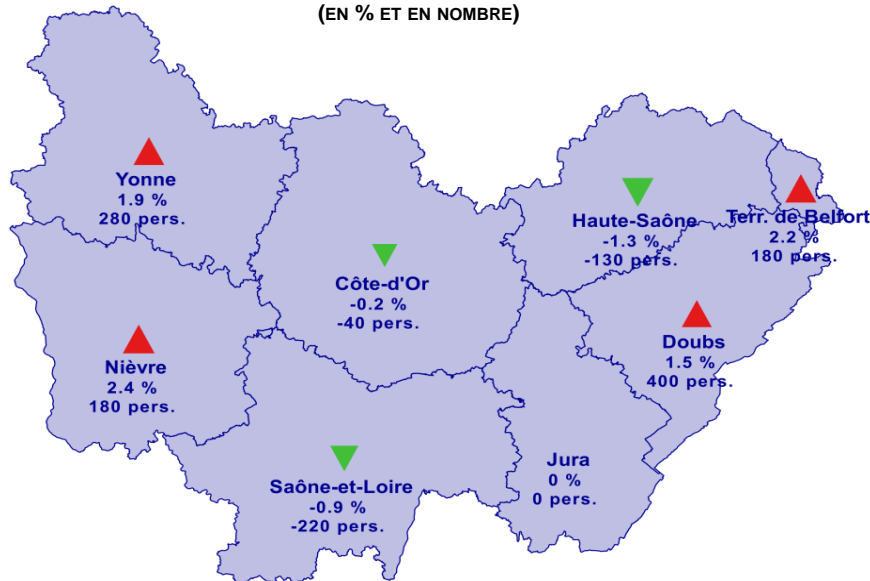 (EN % ET EN NOMBRE)
Yonne
1.9 %
280 pers.
Haute-Saône
-1.3 %
-130 pers.
Terr. de Belfort
2.2 %
180 pers.
Côte-d'Or
-0.2 %
-40 pers.
Nièvre
2.4 %
180 pers.
Doubs
1.5 %
400 pers.
Jura
0 %
0 pers.
Saône-et-Loire
-0.9 %
-220 pers.